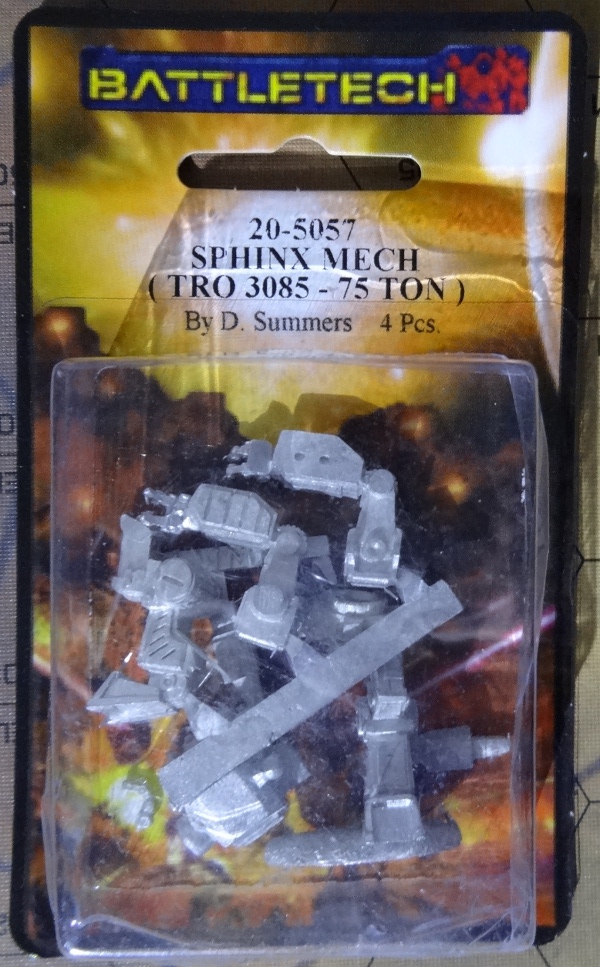 BATTLETECH
20-5057
SPHINX MECH
( TRO 3085 - 75 TON )
By D. Summers 4 Pcs.